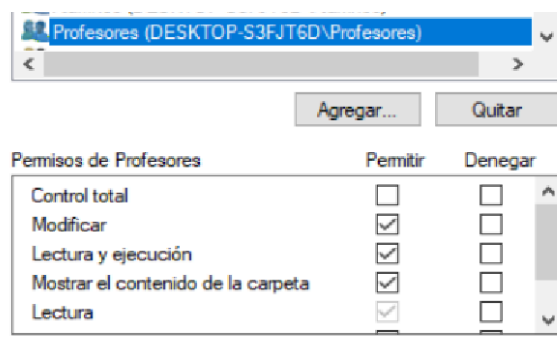 Profesores (DESKTOP-S3FJT6D\Profesores)
Agregar... Quitar
Permisos de Profesores Permitir Denegar
Control total
Modificar
Lectura y ejecución
Mostrar el contenido de la carpeta
Lectura